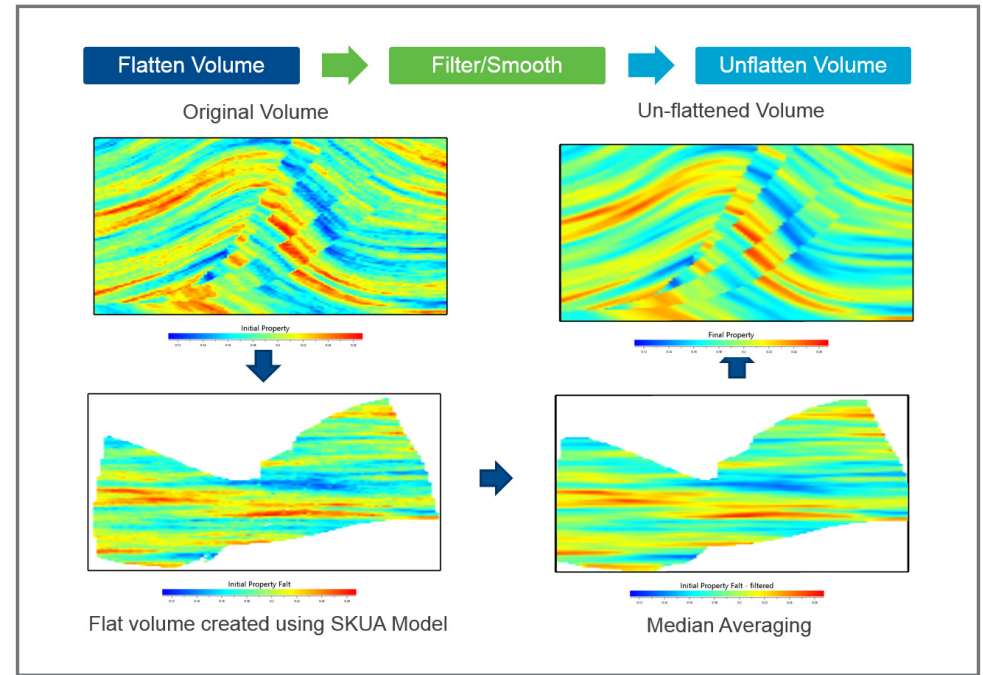 Flatten Volume
Filter/Smooth
Unflatten Volume
Original Volume
Un-flattened Volume
Initial Property
Final Property
Initial Property Falt
Initial Property Falt - filtered
Flat volume created using SKUA Model
Median Averaging